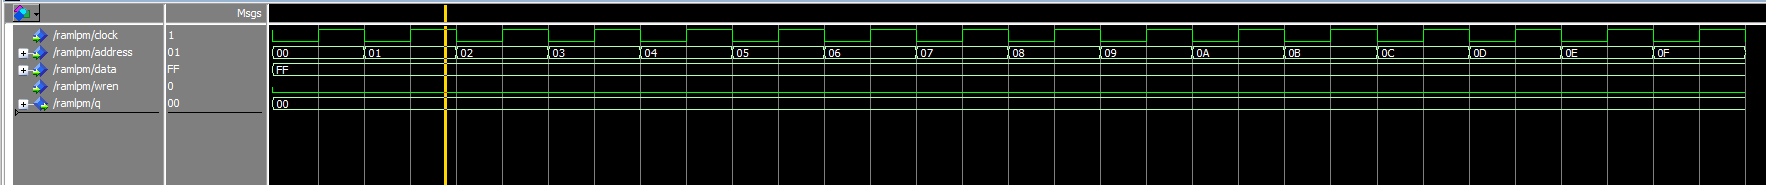 Msgs
/ramlpm/clock 1
/ramlpm/address 01 00 01 02 03 04 05 06 07 08 09 0A 0B 0C 0D 0E 0F
/ramlpm/data FF FF
/ramlpm/wren 0
/ramlpm/q 00 00